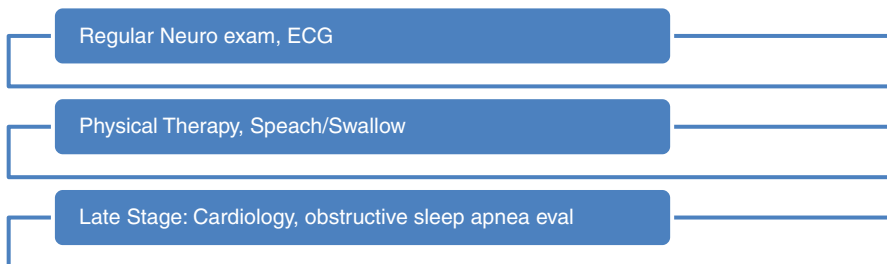 Regular Neuro exam, ECG
Physical Therapy, Speach/Swallow
Late Stage: Cardiology, obstructive sleep apnea eval